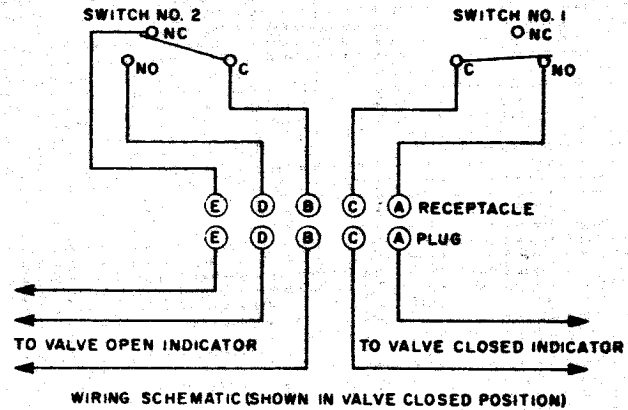 SWITCH NO. 2
SWITCH NO. 1
NC
NC
NO
C
C
NO
E D B C A RECEPTACLE
E D B C A PLUG
TO VALVE OPEN INDICATOR
TO VALVE CLOSED INDICATOR
WIRING SCHEMATIC (SHOWN IN VALVE CLOSED POSITION)